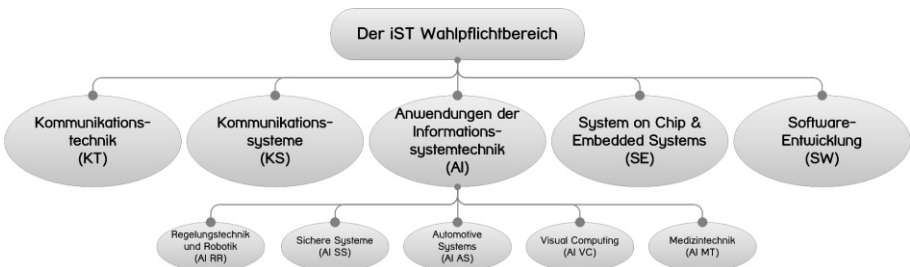 Der iST Wahlpflichtbereich
Kommunikations-
technik
(KT)
Kommunikations-
systeme
(KS)
Anwendungen der
Informations-
systemtechnik
(AI)
System on Chip &
Embedded Systems
(SE)
Software-
Entwicklung
(SW)
Regelungstechnik
und Robotik
(AI RR)
Sichere Systeme
(AI SS)
Automotive
Systems
(AI AS)
Visual Computing
(AI VC)
Medizintechnik
(AI MT)